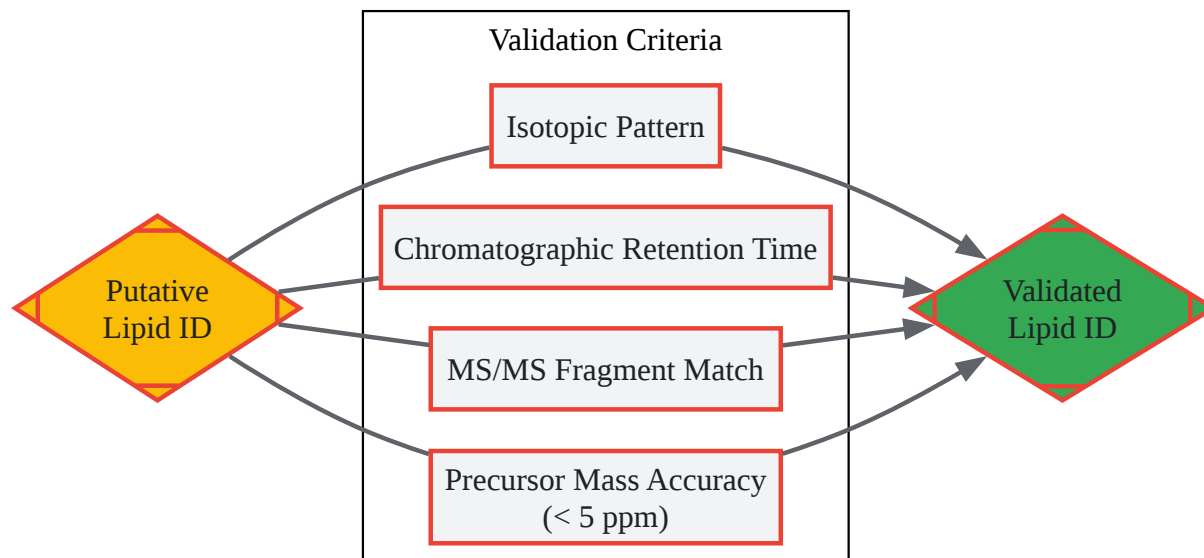 Validation Criteria
Isotopic Pattern
Chromatographic Retention Time
Putative
Lipid ID
Validated
Lipid ID
MS/MS Fragment Match
Precursor Mass Accuracy
(< 5 ppm)